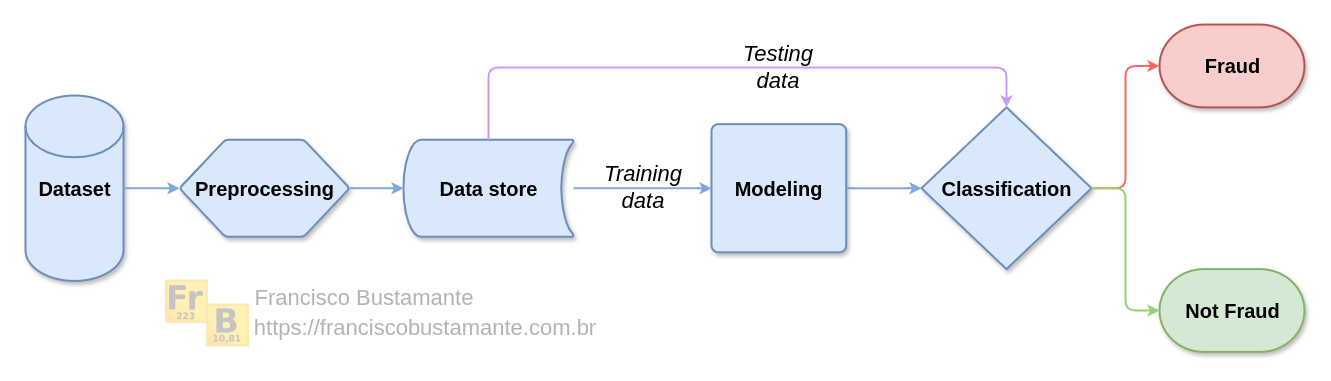 Testing
data
Fraud
Dataset
Preprocessing
Data store
Training
data
Modeling
Classification
Not Fraud
Fr
223
B
10,81
Francisco Bustamante
https://franciscobustamante.com.br